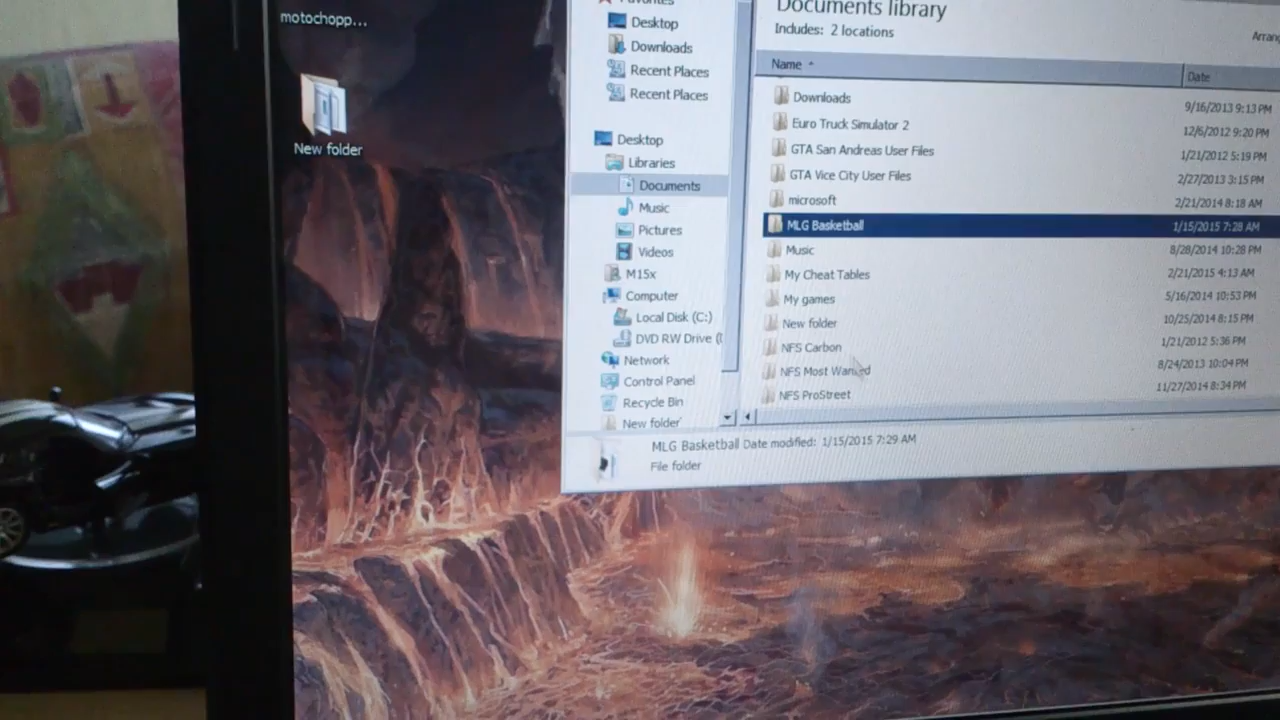 motochopp...
New folder
Favorites
Desktop
Downloads
Recent Places
Recent Places
Desktop
Libraries
Documents
Music
Pictures
Videos
M15x
Computer
Local Disk (C:)
DVD RW Drive (
Network
Control Panel
Recycle Bin
New folder
Documents library
Includes: 2 locations
Arrang
Name Date
Downloads 9/16/2013 9:13 PM
Euro Truck Simulator 2 12/6/2012 9:20 PM
GTA San Andreas User Files 1/21/2012 5:19 PM
GTA Vice City User Files 2/27/2013 3:15 PM
microsoft 2/21/2014 8:18 AM
MLG Basketball 1/15/2015 7:28 AM
Music 8/28/2014 10:28 PM
My Cheat Tables 2/21/2015 4:13 AM
My games 5/16/2014 10:53 PM
New folder 10/25/2014 8:15 PM
NFS Carbon 1/21/2012 5:36 PM
NFS Most Wanted 8/24/2013 10:04 PM
NFS ProStreet 11/27/2014 8:34 PM
MLG Basketball Date modified: 1/15/2015 7:29 AM
File folder